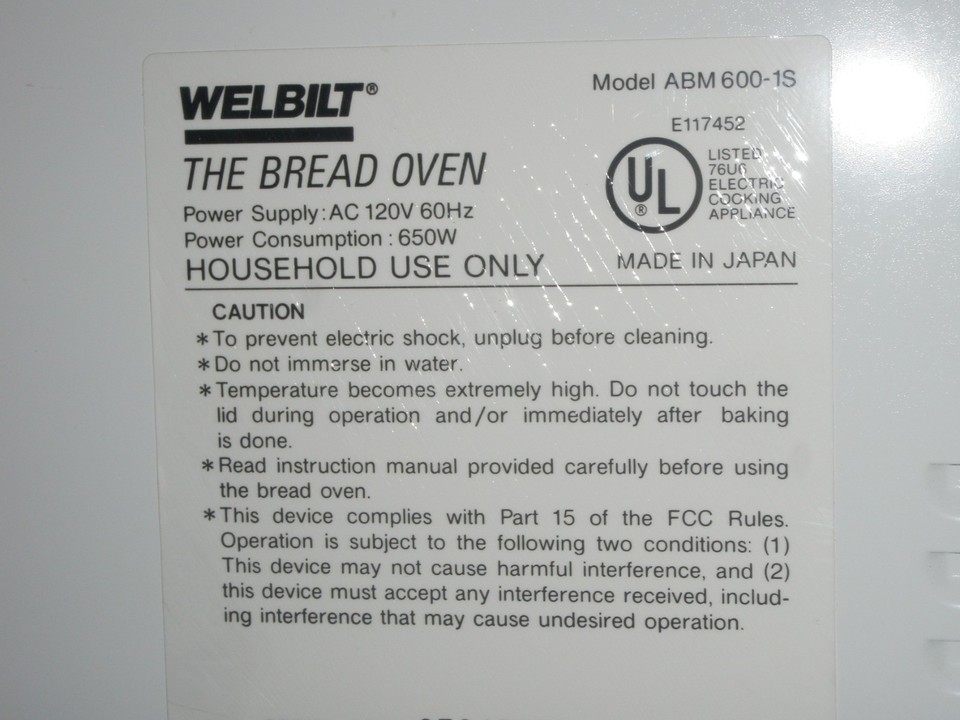 WELBILT®
Model ABM 600-1S
THE BREAD OVEN
E117452
UL®
LISTED
76U6
ELECTRIC
COOKING
APPLIANCE
Power Supply: AC 120V 60Hz
Power Consumption : 650W
HOUSEHOLD USE ONLY
MADE IN JAPAN
CAUTION
*To prevent electric shock, unplug before cleaning.
*Do not immerse in water.
*Temperature becomes extremely high. Do not touch the
lid during operation and/or immediately after baking
is done.
*Read instruction manual provided carefully before using
the bread oven.
*This device complies with Part 15 of the FCC Rules.
Operation is subject to the following two conditions: (1)
This device may not cause harmful interference, and (2)
this device must accept any interference received, includ-
ing interference that may cause undesired operation.